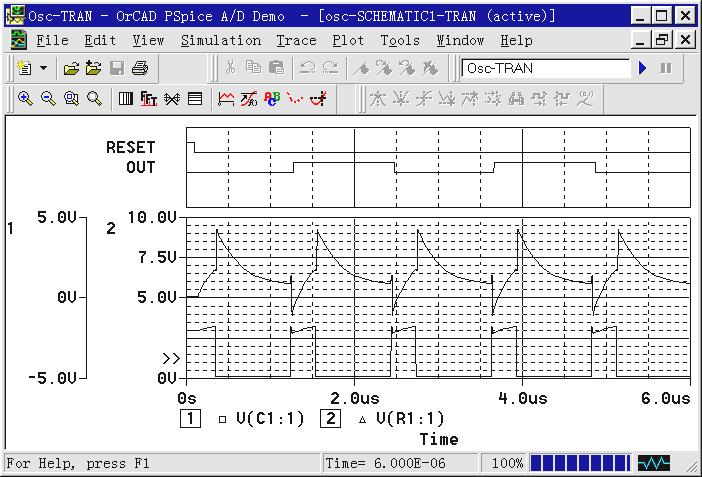 Osc-TRAN - OrCAD PSpice A/D Demo - [osc-SCHEMATIC1-TRAN (active)]
File Edit View Simulation Trace Plot Tools Window Help
Osc-TRAN
RESET
OUT
1 5.0V 2 10.0V
7.5V
0V 5.0V
>>
-5.0V 0V
0s 2.0us 4.0us 6.0us
1 V(C1:1) 2 V(R1:1)
Time
For Help, press F1 Time= 6.000E-06 100%